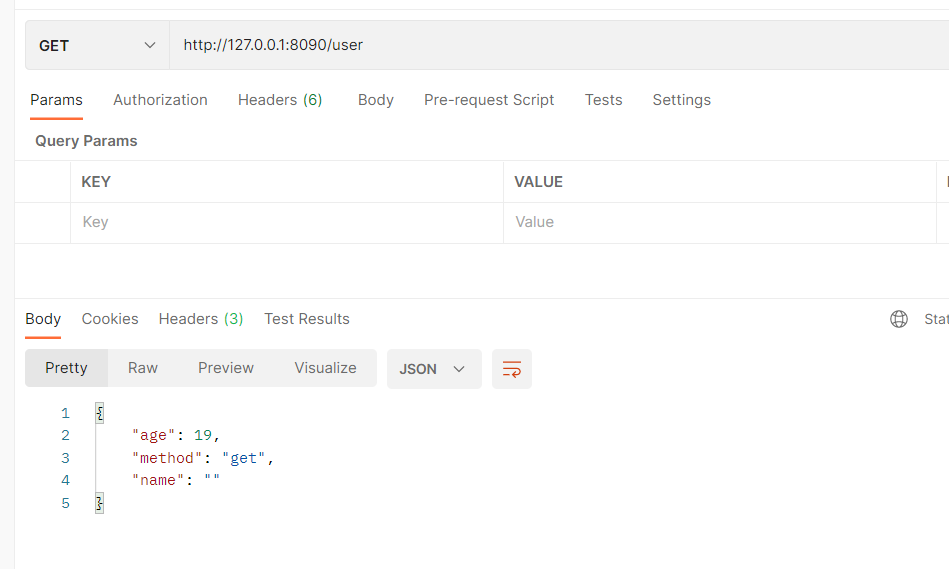 GET http://127.0.0.1:8090/user
Params Authorization Headers (6) Body Pre-request Script Tests Settings
Query Params
KEY VALUE
Key Value
Body Cookies Headers (3) Test Results
Pretty Raw Preview Visualize JSON
1 {
2 "age": 19,
3 "method": "get",
4 "name": ""
5 }